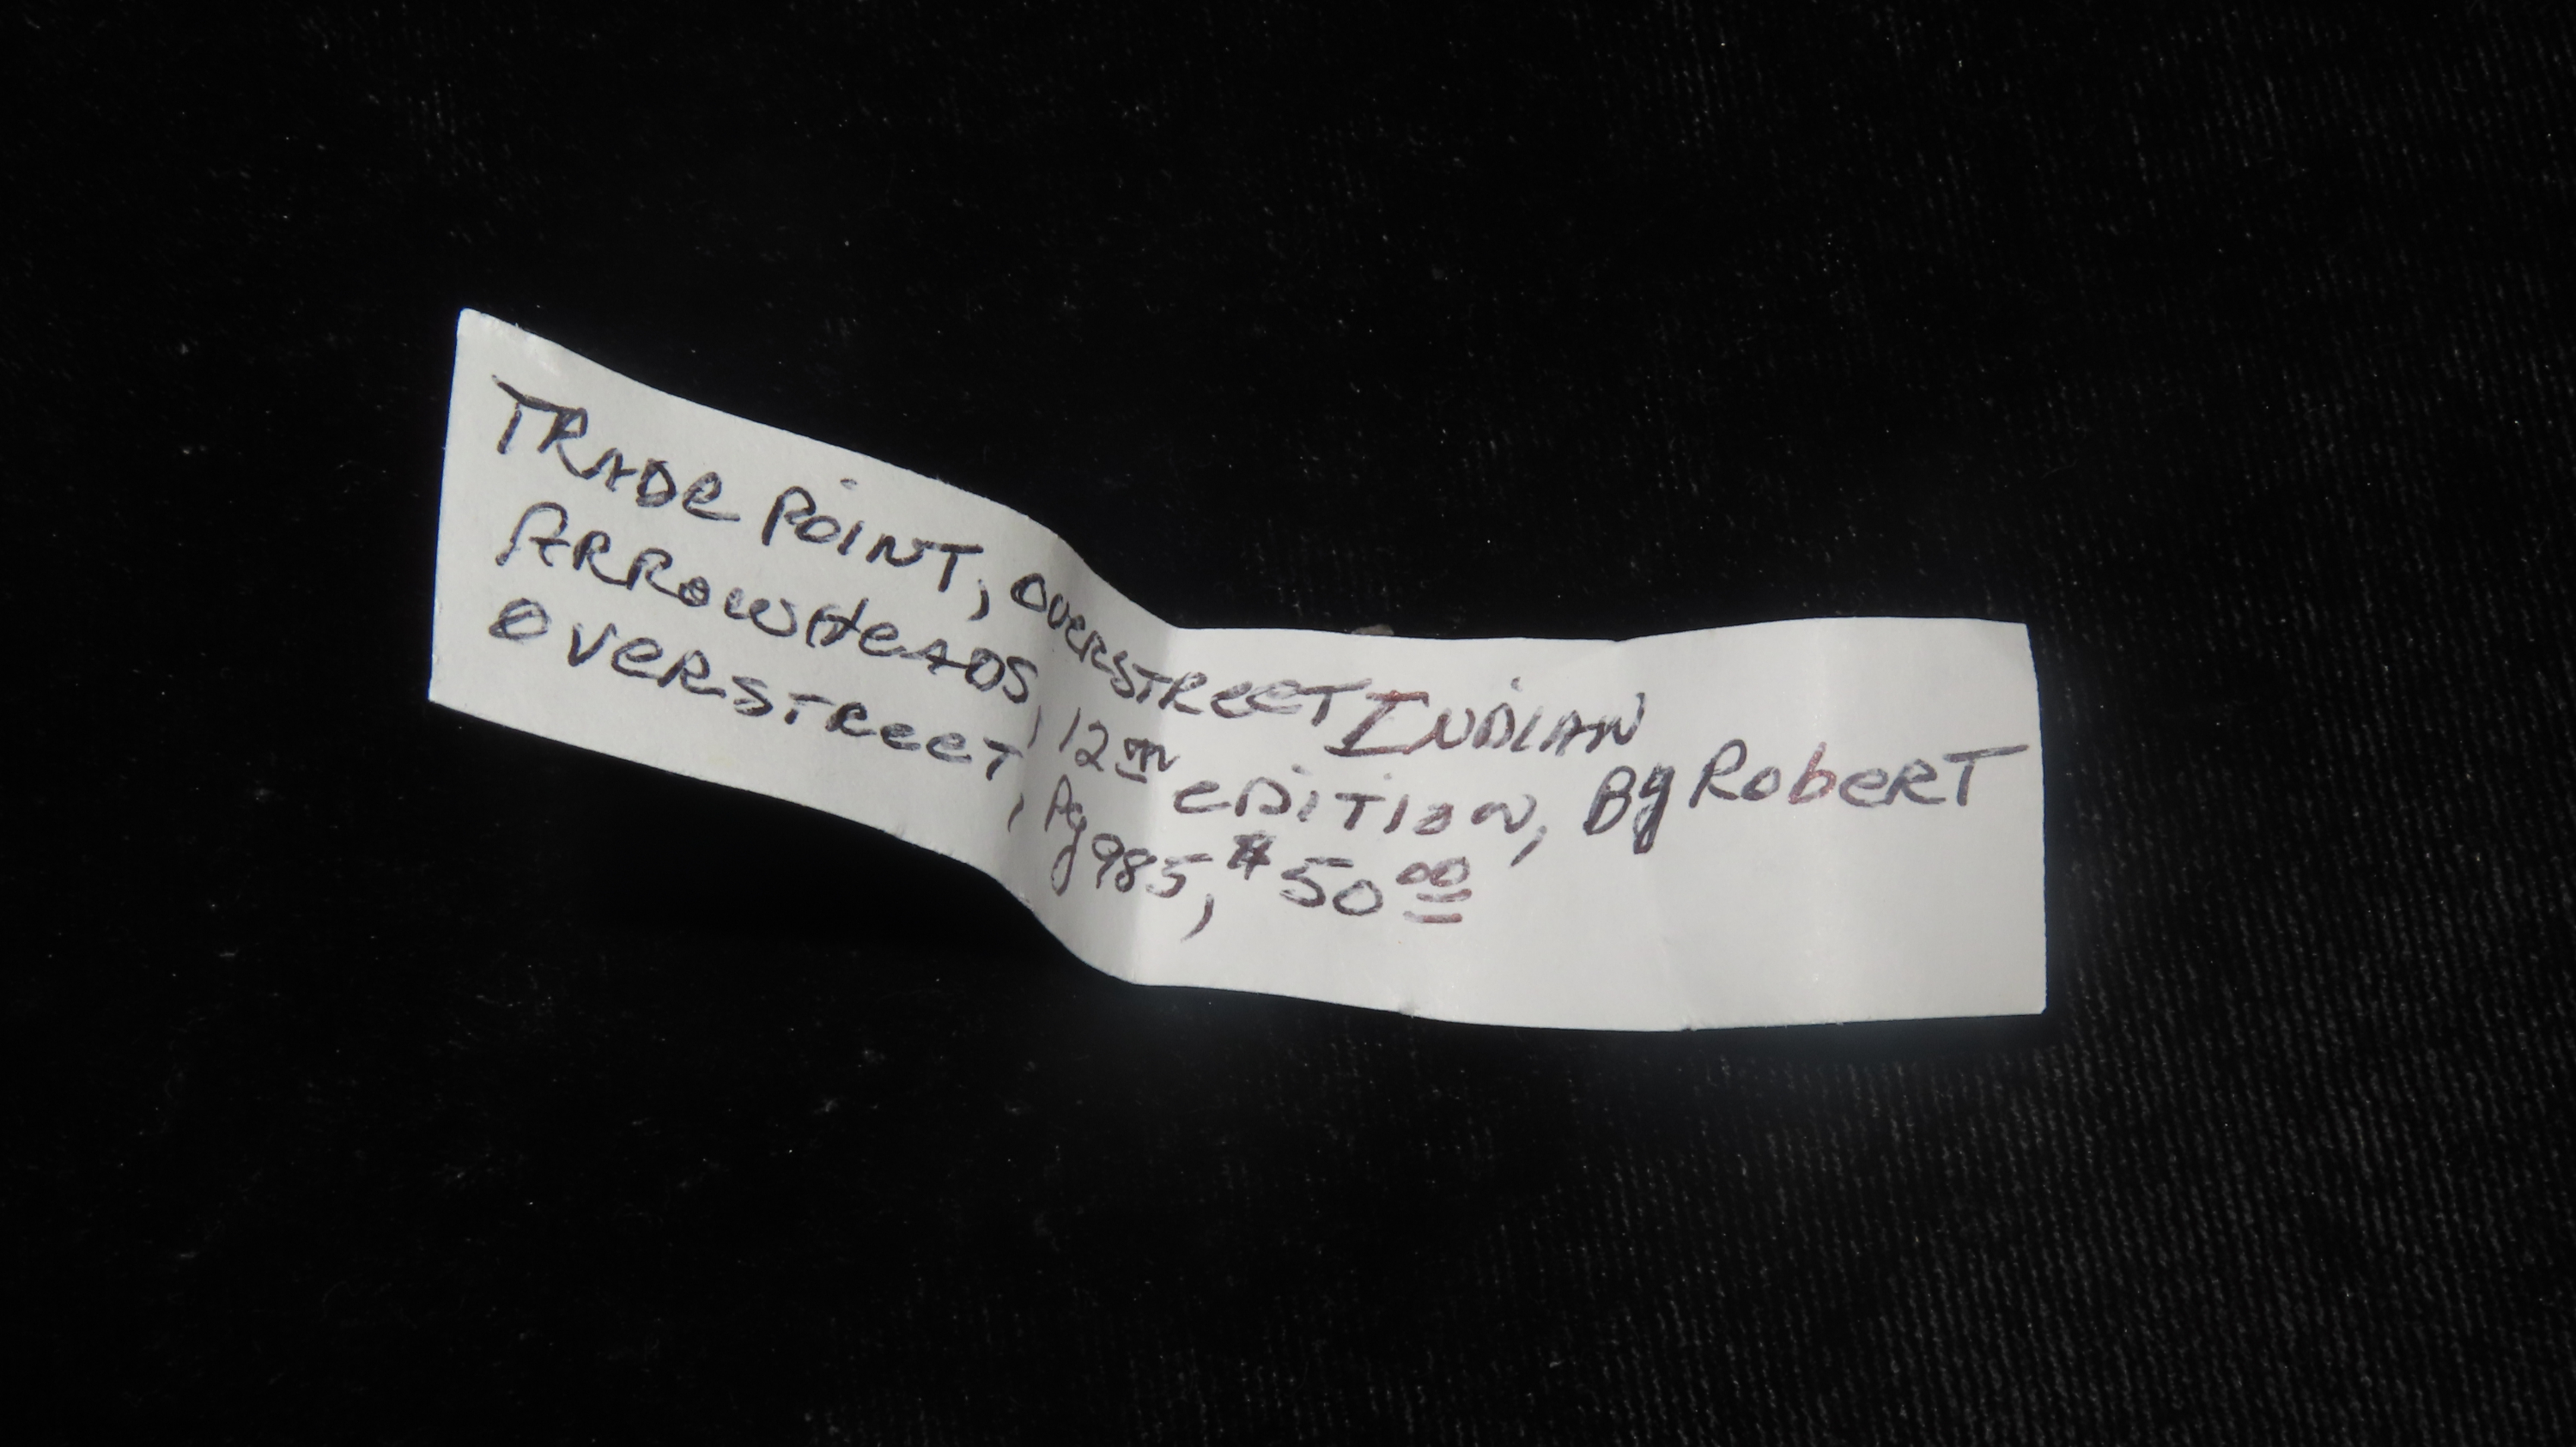 TRADE POINT, OVERSTREET INDIAN
ARROWHEADS, 12th EDITION, By ROBERT
OVERSTREET, Pg 985, $50.00